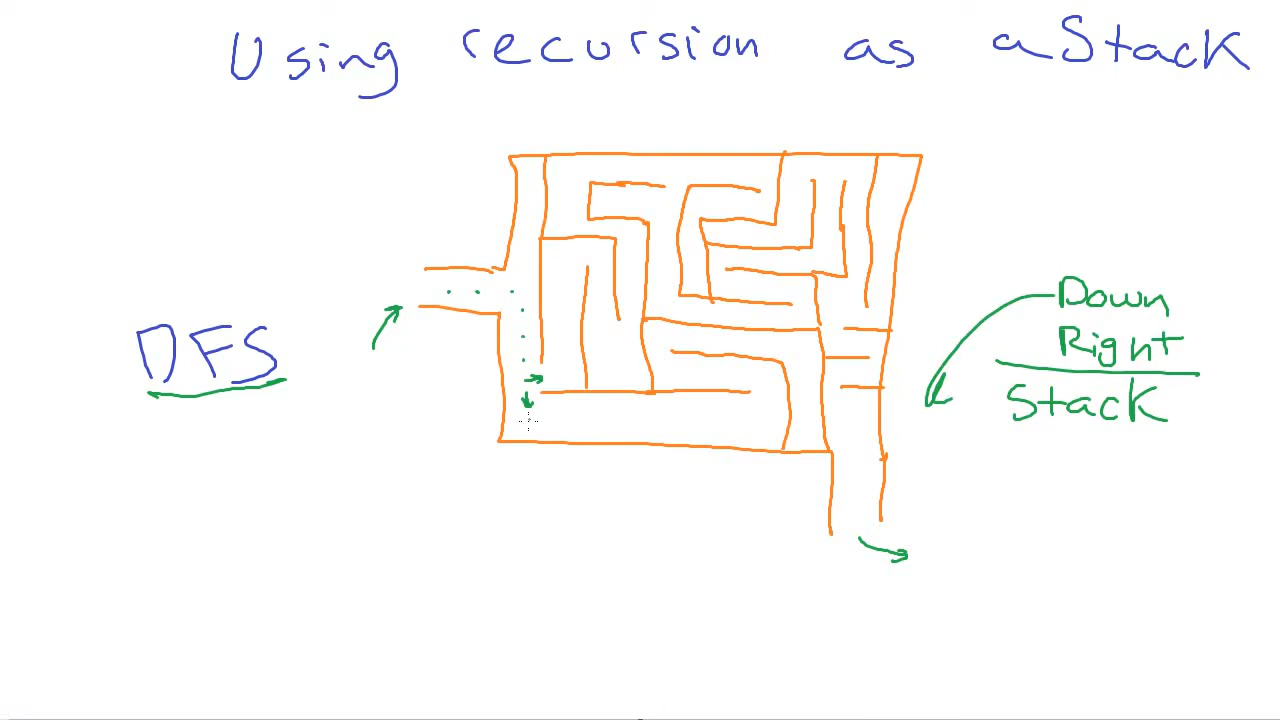 Using recursion as a Stack
DFS
Down
Right
Stack